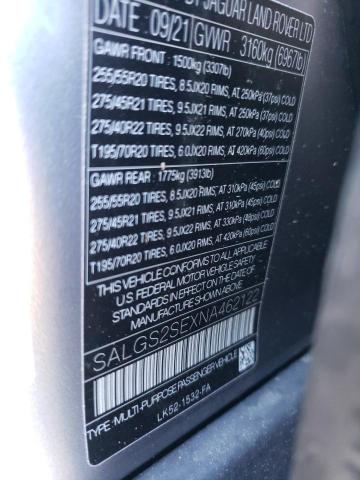 BY JAGUAR LAND ROVER LTD
DATE 09/21 GVWR 3160kg (6967lb)
GAWR FRONT: 1500kg (3307lb)
255/55R20 TIRES, 8.5JX20 RIMS, AT 250kPa (37psi) COLD
275/45R21 TIRES, 9.5JX21 RIMS, AT 250kPa (37psi) COLD
275/40R22 TIRES, 9.5JX22 RIMS, AT 270kPa (40psi) COLD
T195/70R20 TIRES, 6.0JX20 RIMS, AT 420kPa (60psi) COLD
GAWR REAR: 1775kg (3913lb)
255/55R20 TIRES, 8.5JX20 RIMS, AT 310kPa (45psi) COLD
275/45R21 TIRES, 9.5JX21 RIMS, AT 310kPa (45psi) COLD
275/40R22 TIRES, 9.5JX22 RIMS, AT 330kPa (48psi) COLD
T195/70R20 TIRES, 6.0JX20 RIMS, AT 420kPa (60psi) COLD
THIS VEHICLE CONFORMS TO ALL APPLICABLE
U.S. FEDERAL MOTOR VEHICLE SAFETY
STANDARDS IN EFFECT ON THE DATE OF
MANUFACTURE SHOWN ABOVE.
SALGS2SEXNA462122
TYPE: MULTI-PURPOSE PASSENGER VEHICLE
LK52-1532-FA